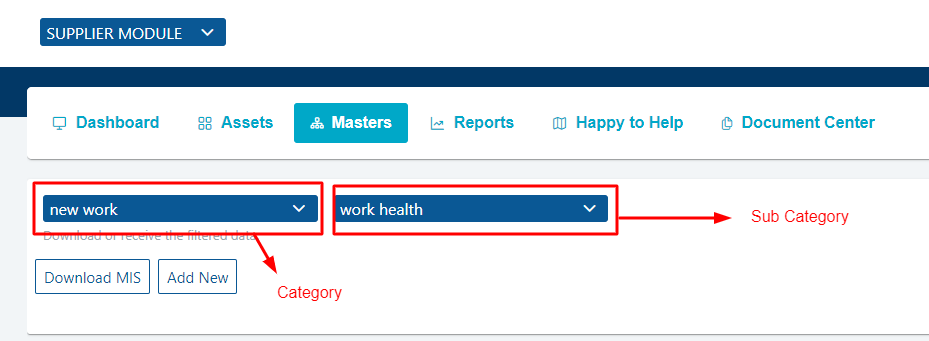 SUPPLIER MODULE
Dashboard Assets Masters Reports Happy to Help Document Center
new work work health
Sub Category
Download or receive the filtered data
Download MIS Add New
Category